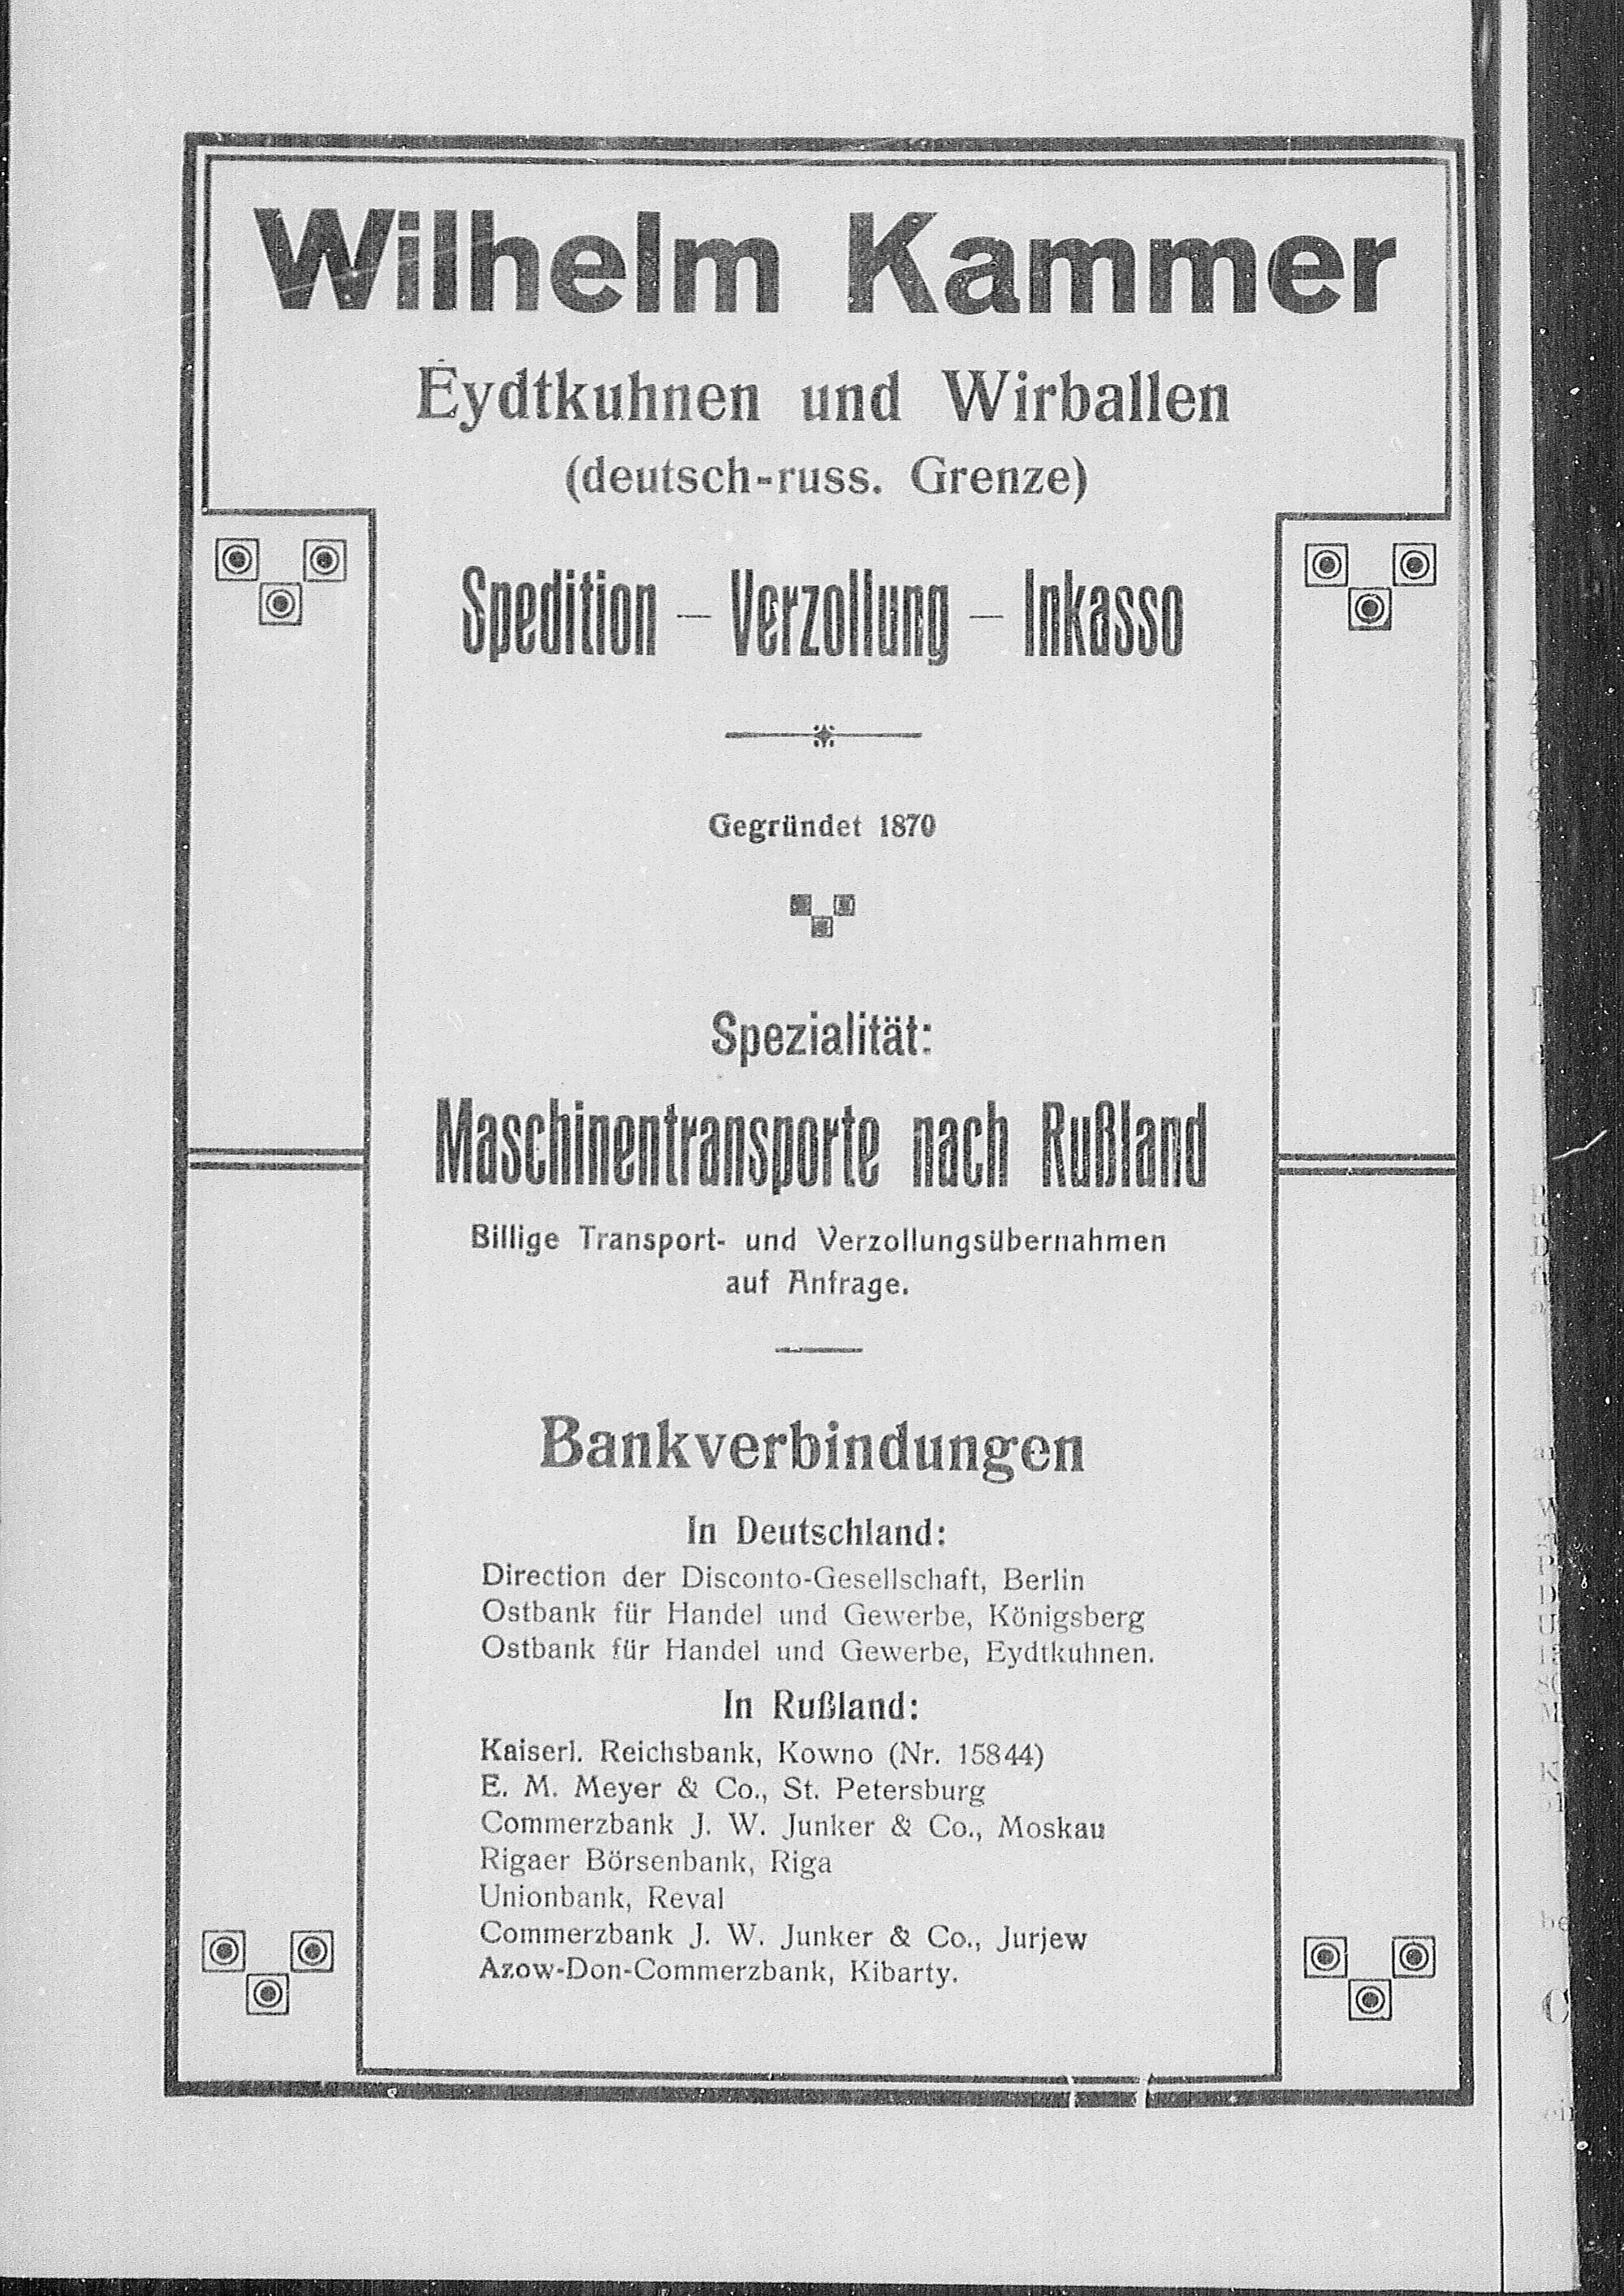 Wilhelm Kammer
Eydtkuhnen und Wirballen
(deutsch-russ. Grenze)
Spedition – Verzollung – Inkasso
Gegründet 1870
Spezialität:
Maschinentransporte nach Rußland
Billige Transport- und Verzollungsübernahmen
auf Anfrage.
Bankverbindungen
In Deutschland:
Direction der Disconto-Gesellschaft, Berlin
Ostbank für Handel und Gewerbe, Königsberg
Ostbank für Handel und Gewerbe, Eydtkuhnen.
In Rußland:
Kaiserl. Reichsbank, Kowno (Nr. 15844)
E. M. Meyer & Co., St. Petersburg
Commerzbank J. W. Junker & Co., Moskau
Rigaer Börsenbank, Riga
Unionbank, Reval
Commerzbank J. W. Junker & Co., Jurjew
Azow-Don-Commerzbank, Kibarty.